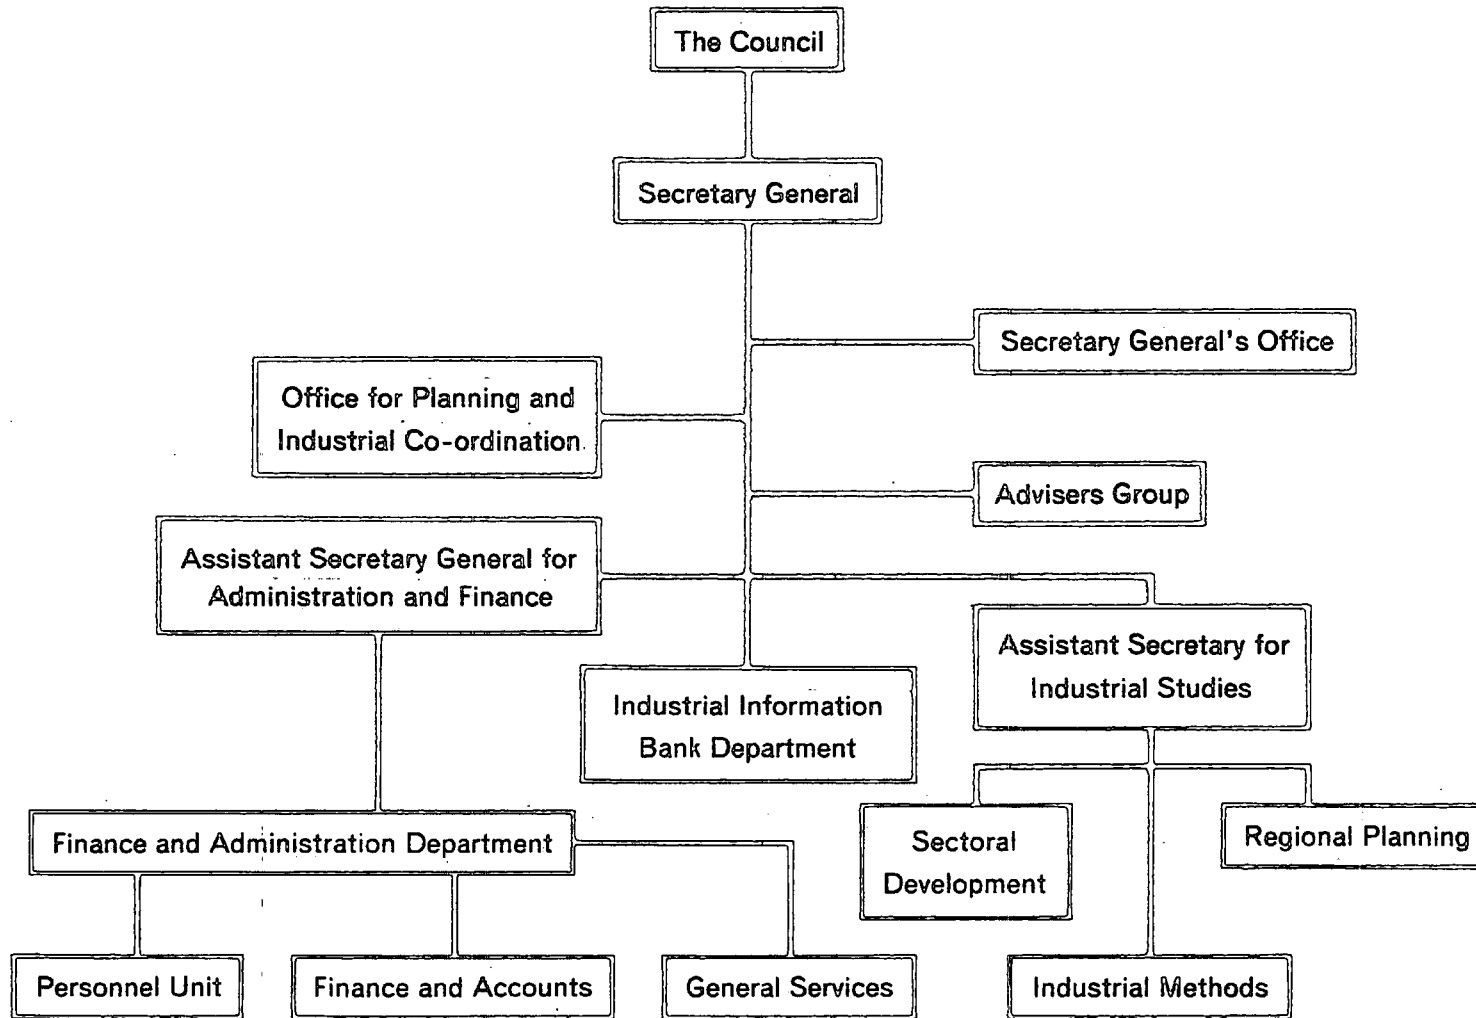 The Council
Secretary General
Secretary General's Office
Office for Planning and
Industrial Co-ordination
Advisers Group
Assistant Secretary General for
Administration and Finance
Assistant Secretary for
Industrial Studies
Industrial Information
Bank Department
Finance and Administration Department
Sectoral
Development
Regional Planning
Personnel Unit
Finance and Accounts
General Services
Industrial Methods